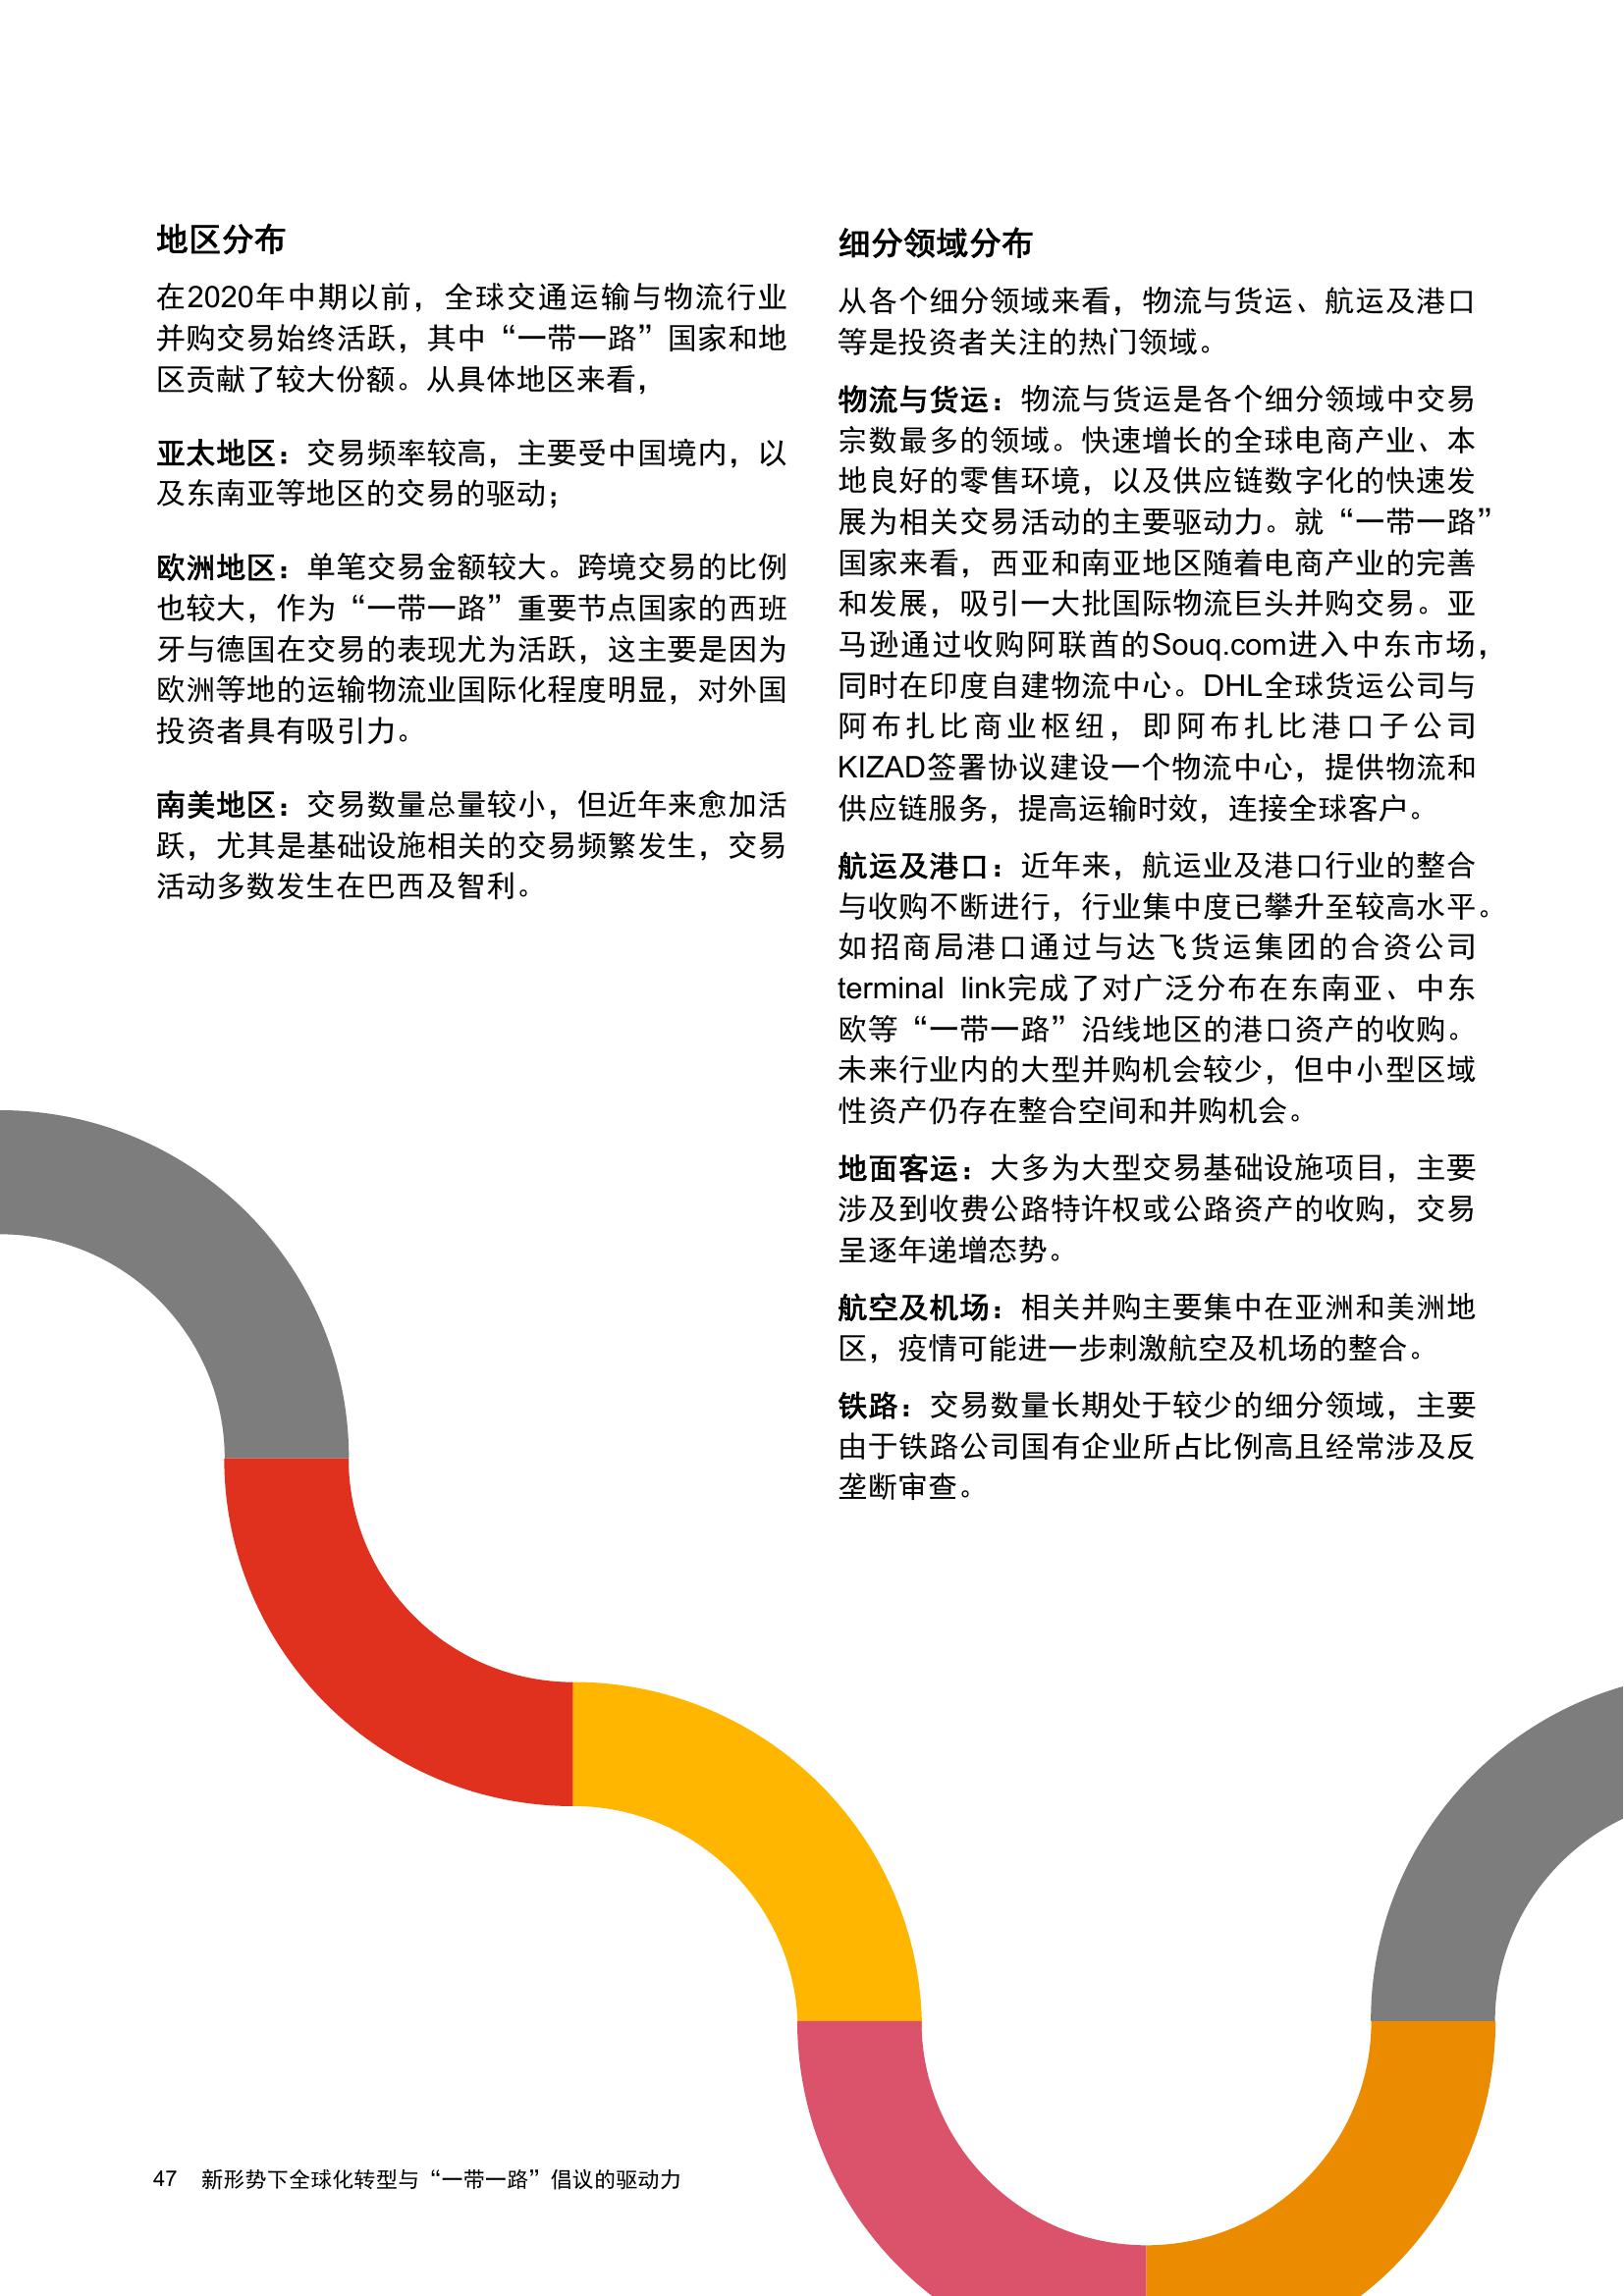 地区分布
在2020年中期以前，全球交通运输与物流行业
并购交易始终活跃，其中“一带一路”国家和地
区贡献了较大份额。从具体地区来看，
亚太地区：交易频率较高，主要受中国境内，以
及东南亚等地区的交易的驱动；
欧洲地区：单笔交易金额较大。跨境交易的比例
也较大，作为“一带一路”重要节点国家的西班
牙与德国在交易的表现尤为活跃，这主要是因为
欧洲等地的运输物流业国际化程度明显，对外国
投资者具有吸引力。
南美地区：交易数量总量较小，但近年来愈加活
跃，尤其是基础设施相关的交易频繁发生，交易
活动多数发生在巴西及智利。
细分领域分布
从各个细分领域来看，物流与货运、航运及港口
等是投资者关注的热门领域。
物流与货运：物流与货运是各个细分领域中交易
宗数最多的领域。快速增长的全球电商产业、本
地良好的零售环境，以及供应链数字化的快速发
展为相关交易活动的主要驱动力。就“一带一路”
国家来看，西亚和南亚地区随着电商产业的完善
和发展，吸引一大批国际物流巨头并购交易。亚
马逊通过收购阿联酋的Souq.com进入中东市场，
同时在印度自建物流中心。DHL全球货运公司与
阿布扎比商业枢纽，即阿布扎比港口子公司
KIZAD签署协议建设一个物流中心，提供物流和
供应链服务，提高运输时效，连接全球客户。
航运及港口：近年来，航运业及港口行业的整合
与收购不断进行，行业集中度已攀升至较高水平。
如招商局港口通过与达飞货运集团的合资公司
terminal link完成了对广泛分布在东南亚、中东
欧等“一带一路”沿线地区的港口资产的收购。
未来行业内的大型并购机会较少，但中小型区域
性资产仍存在整合空间和并购机会。
地面客运：大多为大型交易基础设施项目，主要
涉及到收费公路特许权或公路资产的收购，交易
呈逐年递增态势。
航空及机场：相关并购主要集中在亚洲和美洲地
区，疫情可能进一步刺激航空及机场的整合。
铁路：交易数量长期处于较少的细分领域，主要
由于铁路公司国有企业所占比例高且经常涉及反
垄断审查。
47 新形势下全球化转型与“一带一路”倡议的驱动力